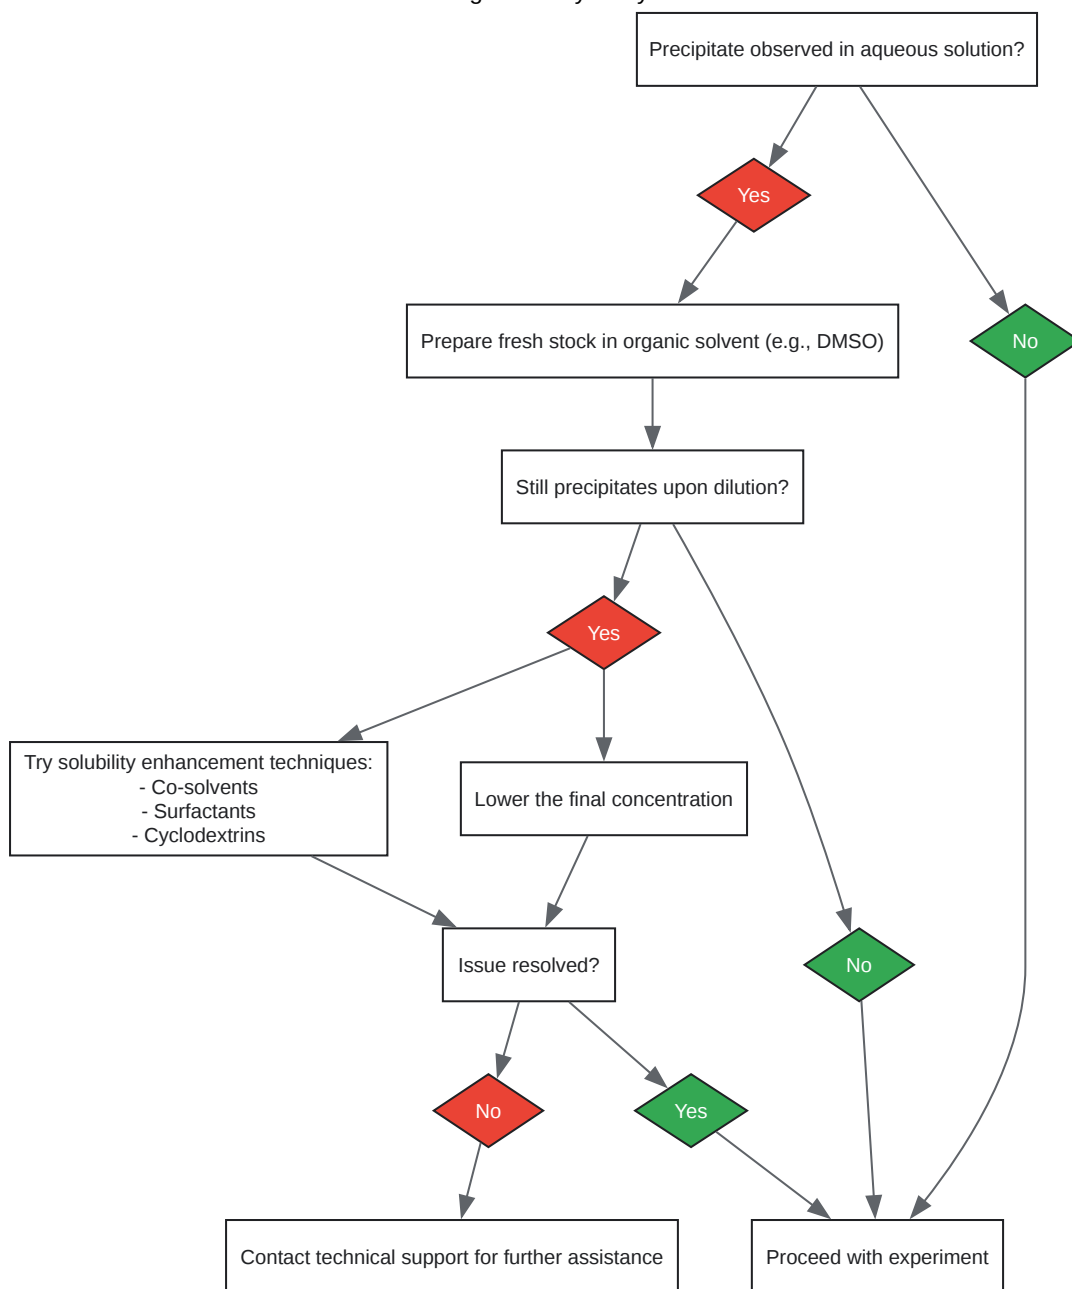 Precipitate observed in aqueous solution?
Yes
Prepare fresh stock in organic solvent (e.g., DMSO)
No
Still precipitates upon dilution?
Yes
Try solubility enhancement techniques:
- Co-solvents
- Surfactants
- Cyclodextrins
Lower the final concentration
Issue resolved?
No
No
Yes
Contact technical support for further assistance
Proceed with experiment